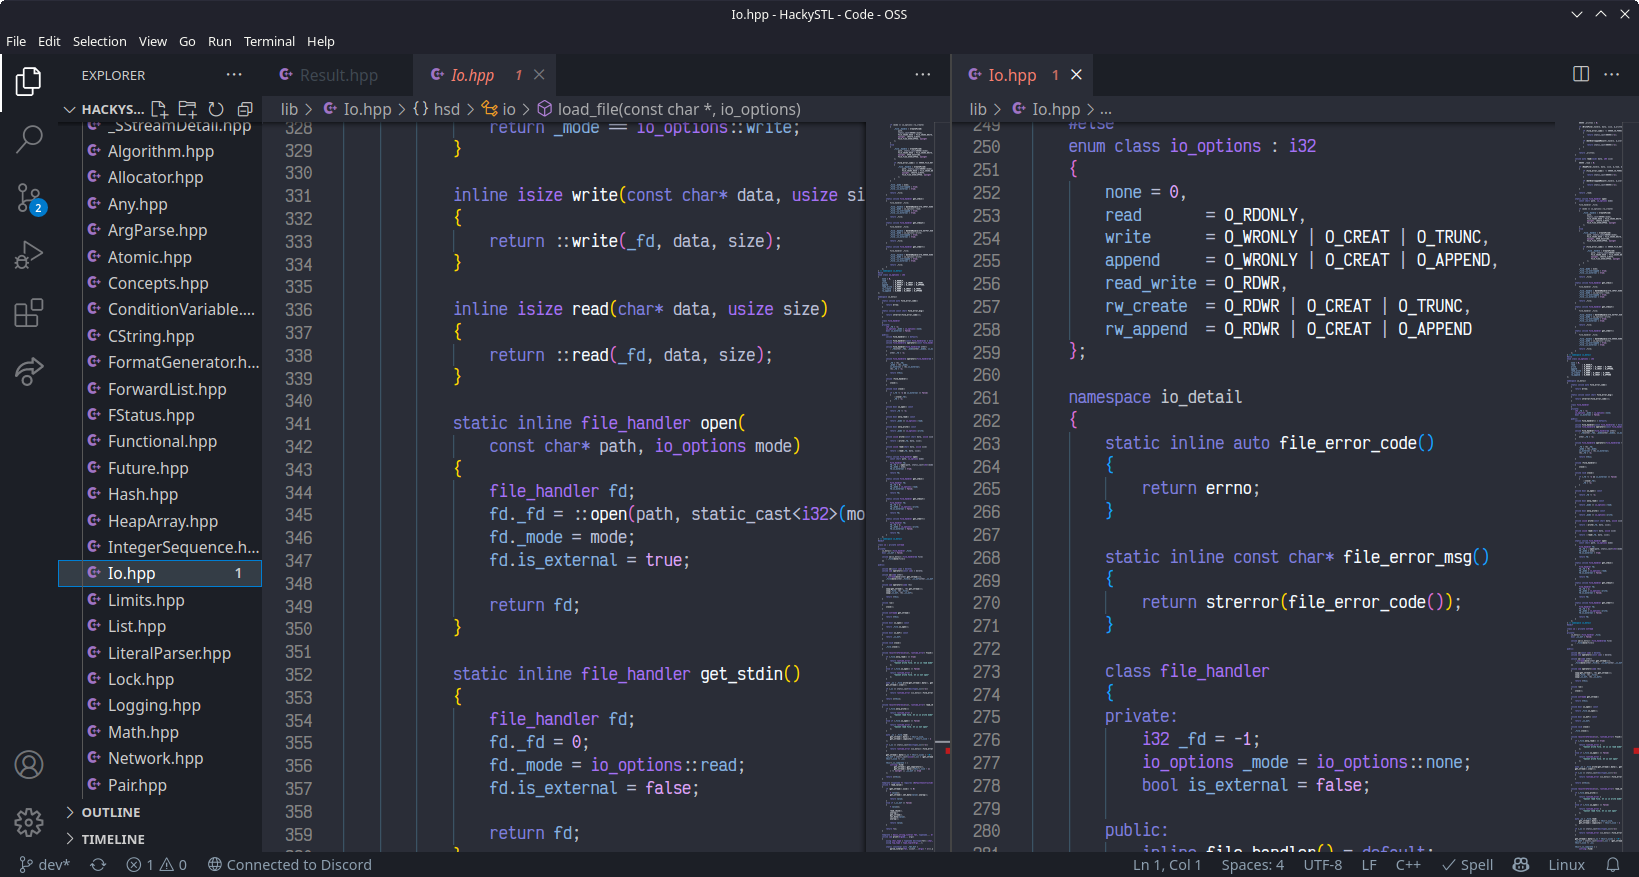 Io.hpp - HackySTL - Code - OSS
File Edit Selection View Go Run Terminal Help
EXPLORER
HACKYS...
_SStreamDetail.hpp
Algorithm.hpp
Allocator.hpp
Any.hpp
ArgParse.hpp
Atomic.hpp
Concepts.hpp
ConditionVariable....
CString.hpp
FormatGenerator.h...
ForwardList.hpp
FStatus.hpp
Functional.hpp
Future.hpp
Hash.hpp
HeapArray.hpp
IntegerSequence.h...
Io.hpp 1
Limits.hpp
List.hpp
LiteralParser.hpp
Lock.hpp
Logging.hpp
Math.hpp
Network.hpp
Pair.hpp
OUTLINE
TIMELINE
2
Result.hpp Io.hpp 1
lib > Io.hpp > {} hsd > io > load_file(const char *, io_options)
328 return _mode == io_options::write;
329 }
330
331 inline isize write(const char* data, usize si
332 {
333 return ::write(_fd, data, size);
334 }
335
336 inline isize read(char* data, usize size)
337 {
338 return ::read(_fd, data, size);
339 }
340
341 static inline file_handler open(
342 const char* path, io_options mode)
343 {
344 file_handler fd;
345 fd._fd = ::open(path, static_cast<i32>(mo
346 fd._mode = mode;
347 fd.is_external = true;
348
349 return fd;
350 }
351
352 static inline file_handler get_stdin()
353 {
354 file_handler fd;
355 fd._fd = 0;
356 fd._mode = io_options::read;
357 fd.is_external = false;
358
359 return fd;
Io.hpp 1
lib > Io.hpp > ...
249 #else
250 enum class io_options : i32
251 {
252 none = 0,
253 read = O_RDONLY,
254 write = O_WRONLY | O_CREAT | O_TRUNC,
255 append = O_WRONLY | O_CREAT | O_APPEND,
256 read_write = O_RDWR,
257 rw_create = O_RDWR | O_CREAT | O_TRUNC,
258 rw_append = O_RDWR | O_CREAT | O_APPEND
259 };
260
261 namespace io_detail
262 {
263 static inline auto file_error_code()
264 {
265 return errno;
266 }
267
268 static inline const char* file_error_msg()
269 {
270 return strerror(file_error_code());
271 }
272
273 class file_handler
274 {
275 private:
276 i32 _fd = -1;
277 io_options _mode = io_options::none;
278 bool is_external = false;
279
280 public:
281 inline file_handler() = default;
dev* 1 0 Connected to Discord Ln 1, Col 1 Spaces: 4 UTF-8 LF C++ Spell Linux